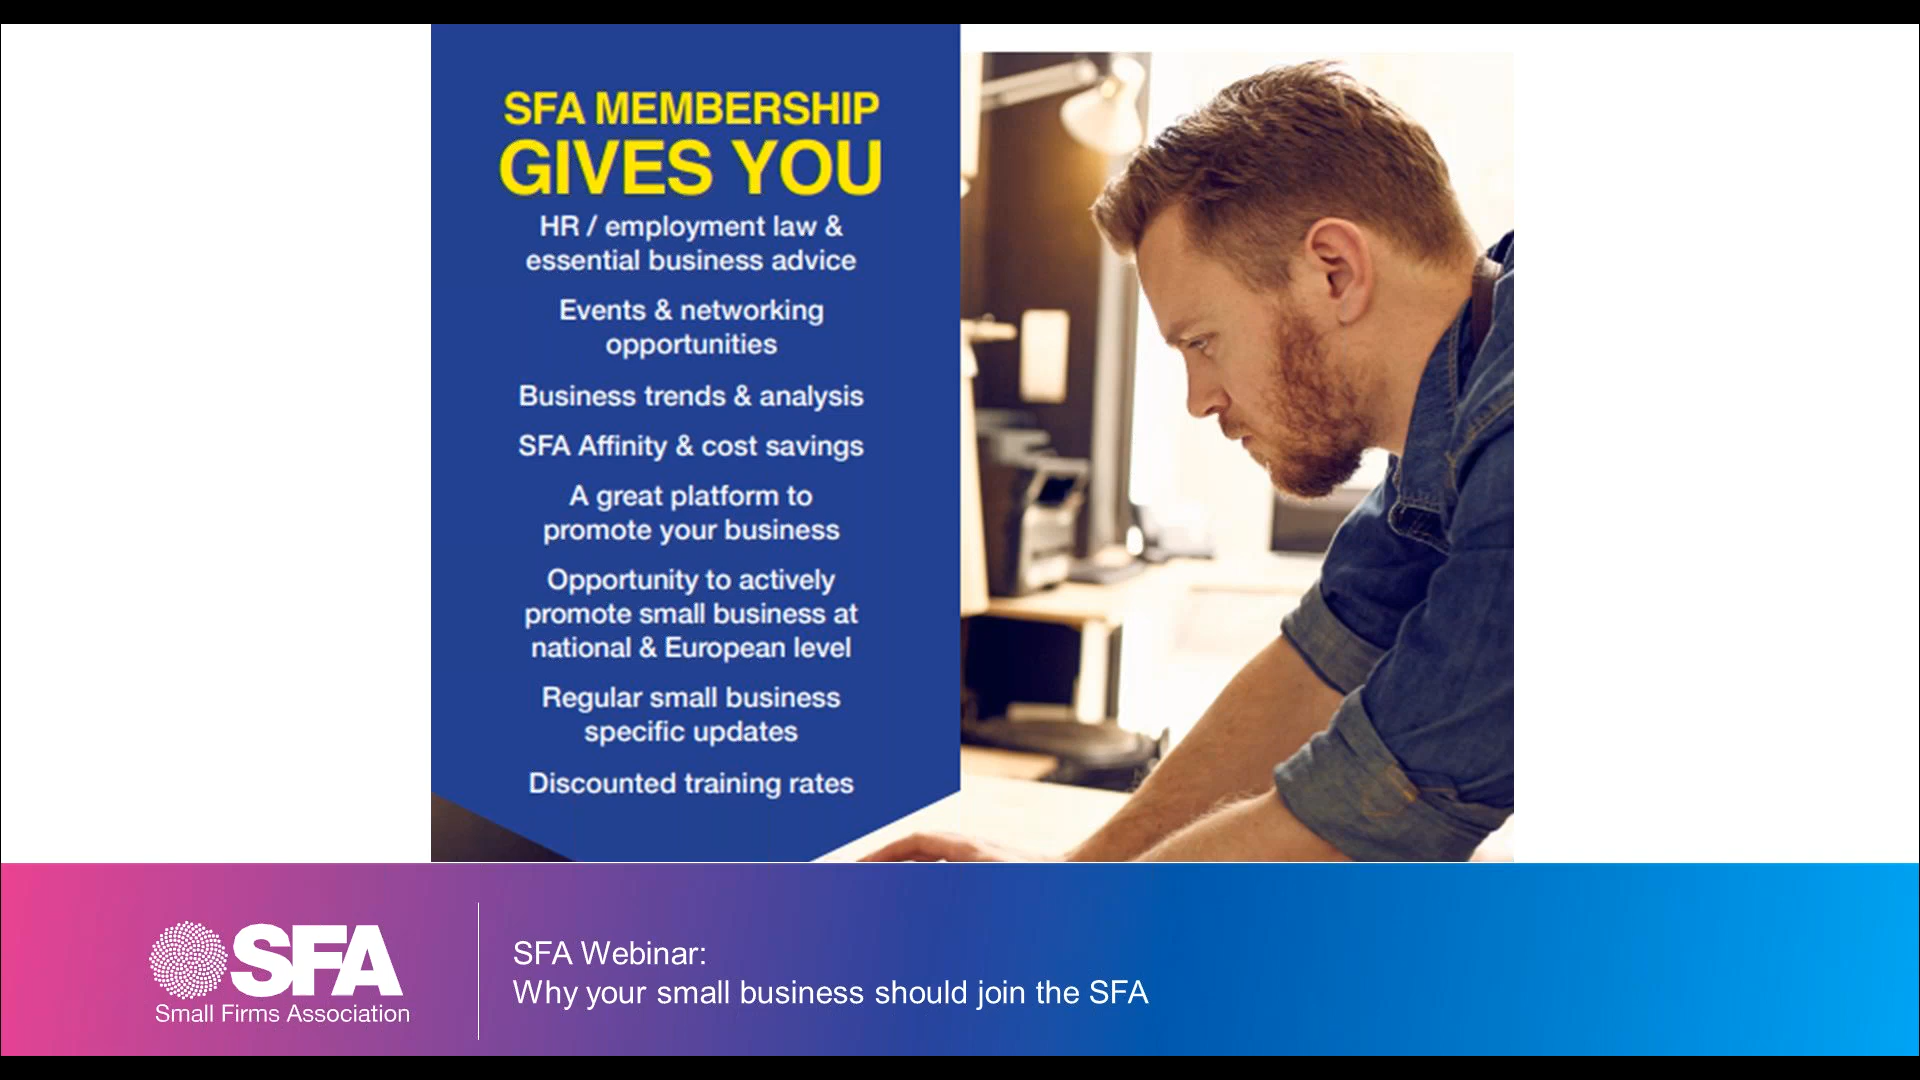 SFA MEMBERSHIP
GIVES YOU
HR / employment law &
essential business advice
Events & networking
opportunities
Business trends & analysis
SFA Affinity & cost savings
A great platform to
promote your business
Opportunity to actively
promote small business at
national & European level
Regular small business
specific updates
Discounted training rates
SFA
Small Firms Association
SFA Webinar:
Why your small business should join the SFA